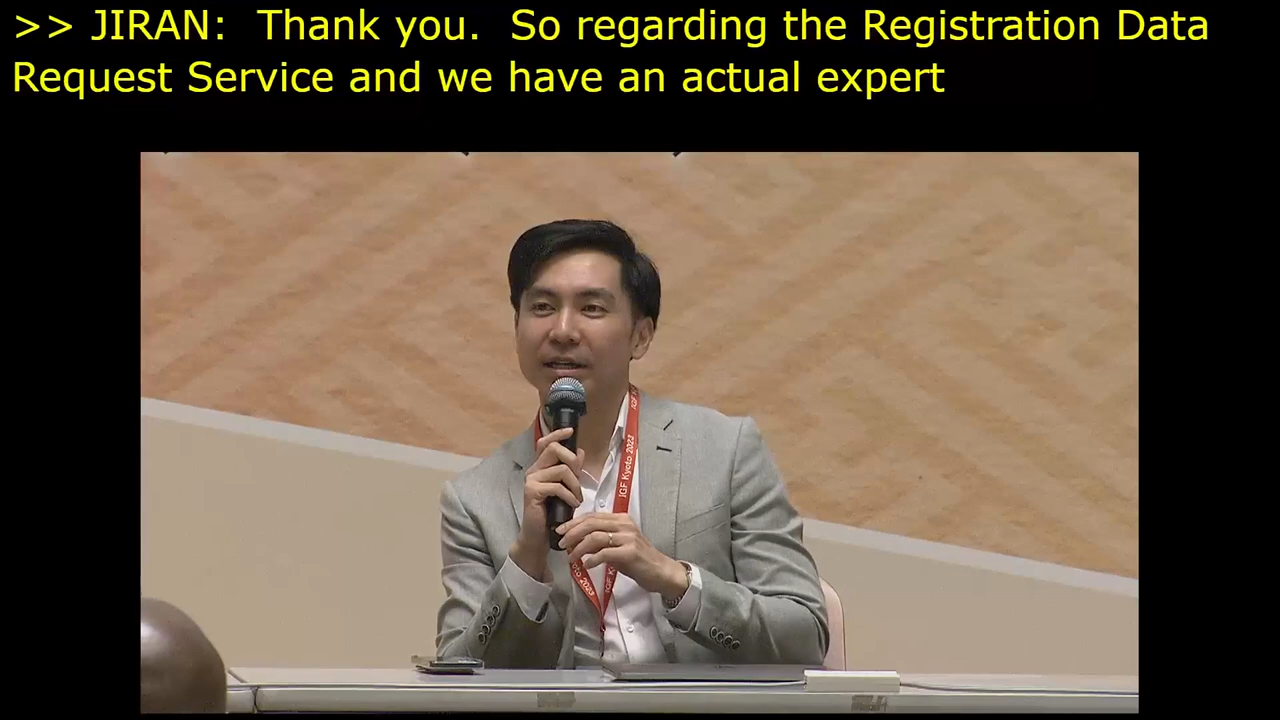 >> JIRAN:  Thank you.  So regarding the Registration Data
Request Service and we have an actual expert
IGF Kyoto 2023